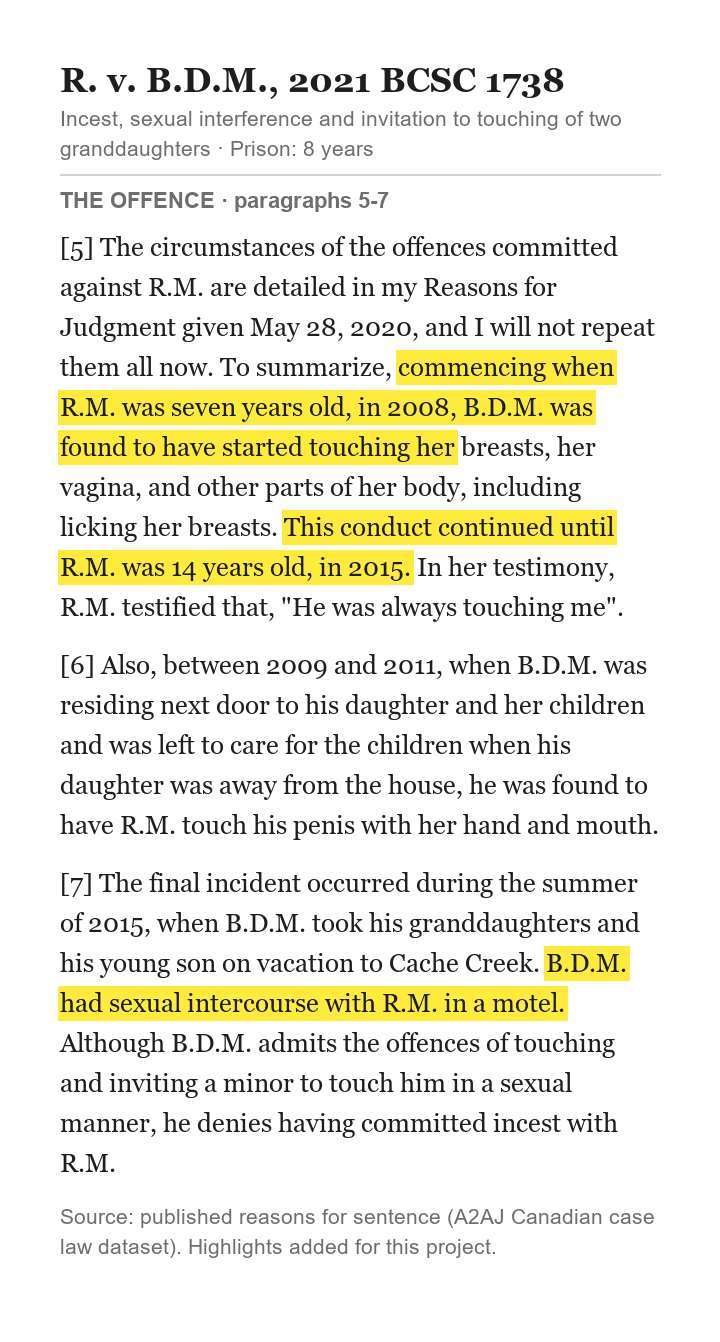 R. v. B.D.M., 2021 BCSC 1738
Incest, sexual interference and invitation to touching of two
granddaughters · Prison: 8 years
THE OFFENCE · paragraphs 5-7
[5] The circumstances of the offences committed
against R.M. are detailed in my Reasons for
Judgment given May 28, 2020, and I will not repeat
them all now. To summarize, commencing when
R.M. was seven years old, in 2008, B.D.M. was
found to have started touching her breasts, her
vagina, and other parts of her body, including
licking her breasts. This conduct continued until
R.M. was 14 years old, in 2015. In her testimony,
R.M. testified that, "He was always touching me".
[6] Also, between 2009 and 2011, when B.D.M. was
residing next door to his daughter and her children
and was left to care for the children when his
daughter was away from the house, he was found to
have R.M. touch his penis with her hand and mouth.
[7] The final incident occurred during the summer
of 2015, when B.D.M. took his granddaughters and
his young son on vacation to Cache Creek. B.D.M.
had sexual intercourse with R.M. in a motel.
Although B.D.M. admits the offences of touching
and inviting a minor to touch him in a sexual
manner, he denies having committed incest with
R.M.
Source: published reasons for sentence (A2AJ Canadian case
law dataset). Highlights added for this project.